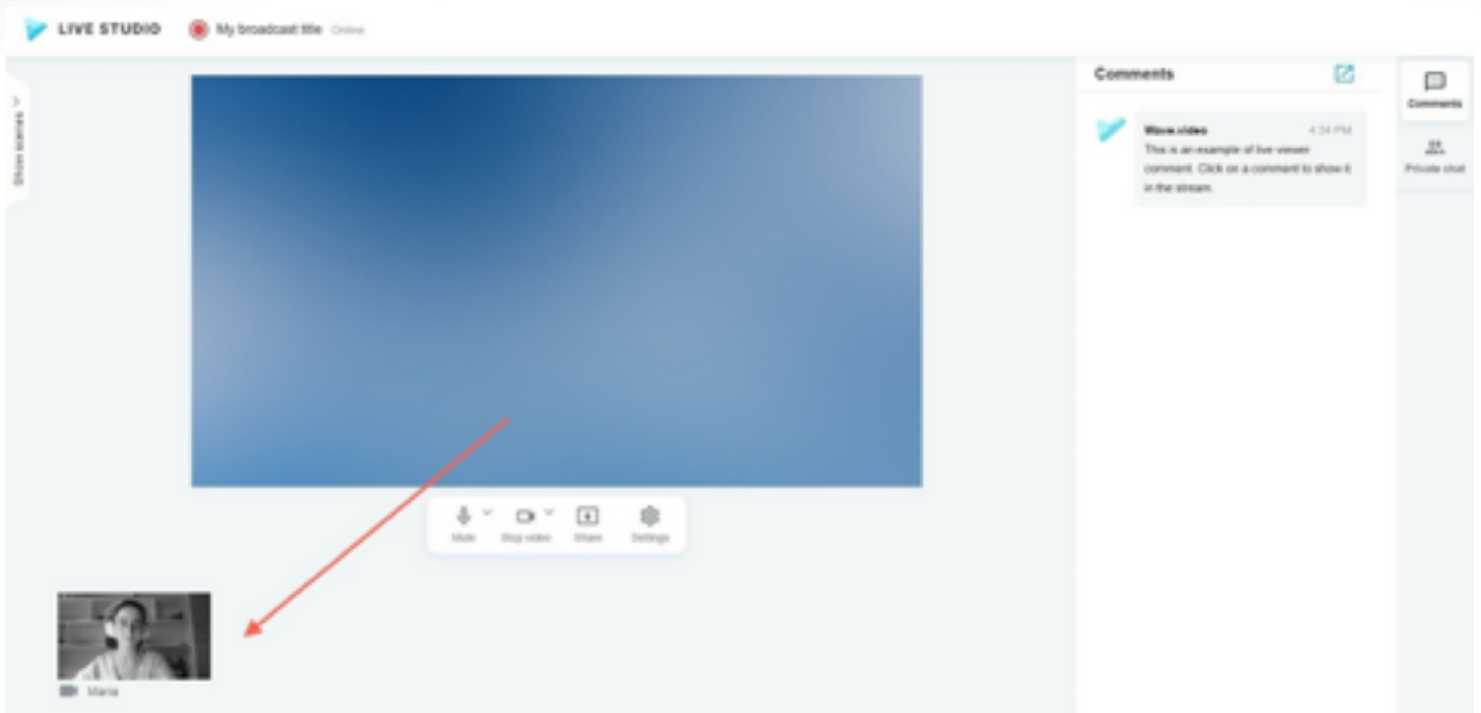 LIVE STUDIO
My broadcast title Online
Show scenes
Comments
Comments
Wave.video 4:34 PM
This is an example of live viewer
comment. Click on a comment to show it
in the stream.
Private chat
Mute Stop video Share Settings
Maria